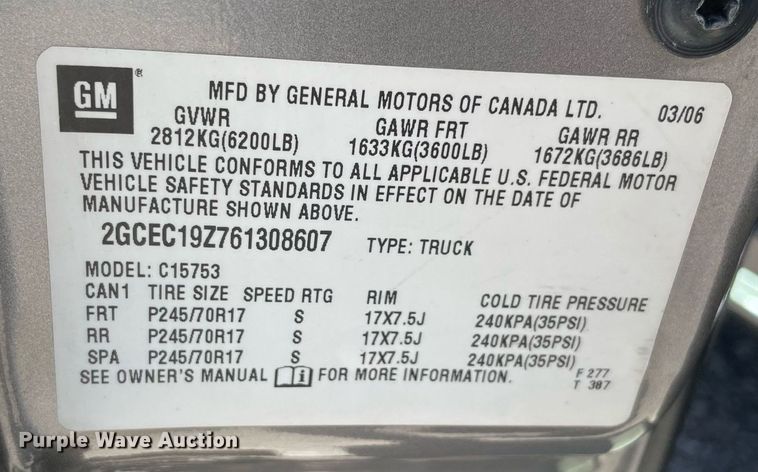 GM ®
MFD BY GENERAL MOTORS OF CANADA LTD. 03/06
GVWR GAWR FRT GAWR RR
2812KG(6200LB) 1633KG(3600LB) 1672KG(3686LB)
THIS VEHICLE CONFORMS TO ALL APPLICABLE U.S. FEDERAL MOTOR
VEHICLE SAFETY STANDARDS IN EFFECT ON THE DATE OF
MANUFACTURE SHOWN ABOVE.
2GCEC19Z761308607 TYPE: TRUCK
MODEL: C15753
CAN1 TIRE SIZE SPEED RTG RIM COLD TIRE PRESSURE
FRT P245/70R17 S 17X7.5J 240KPA(35PSI)
RR P245/70R17 S 17X7.5J 240KPA(35PSI)
SPA P245/70R17 S 17X7.5J 240KPA(35PSI)
SEE OWNER'S MANUAL i FOR MORE INFORMATION.
F 277
T 387
Purple Wave Auction